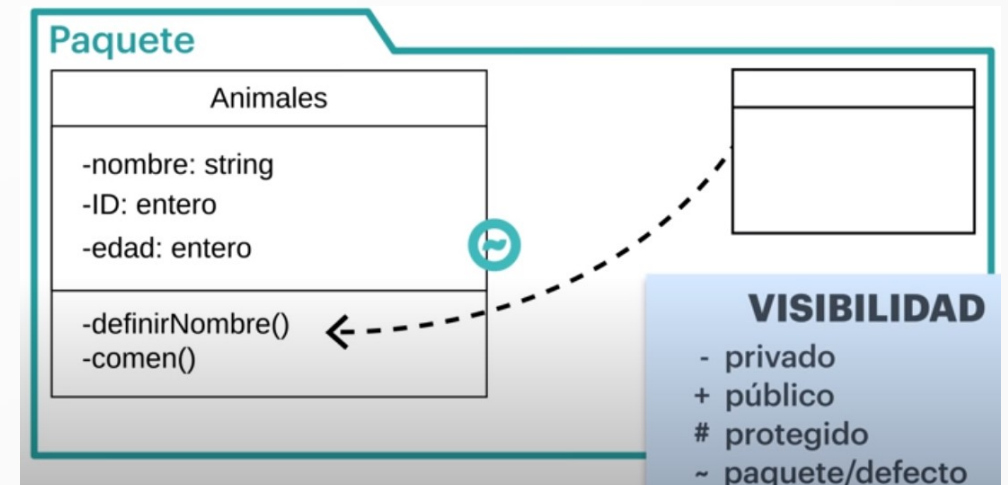 Paquete
Animales
-nombre: string
-ID: entero
-edad: entero
~
-definirNombre()
-comen()
VISIBILIDAD
- privado
+ público
# protegido
~ paquete/defecto